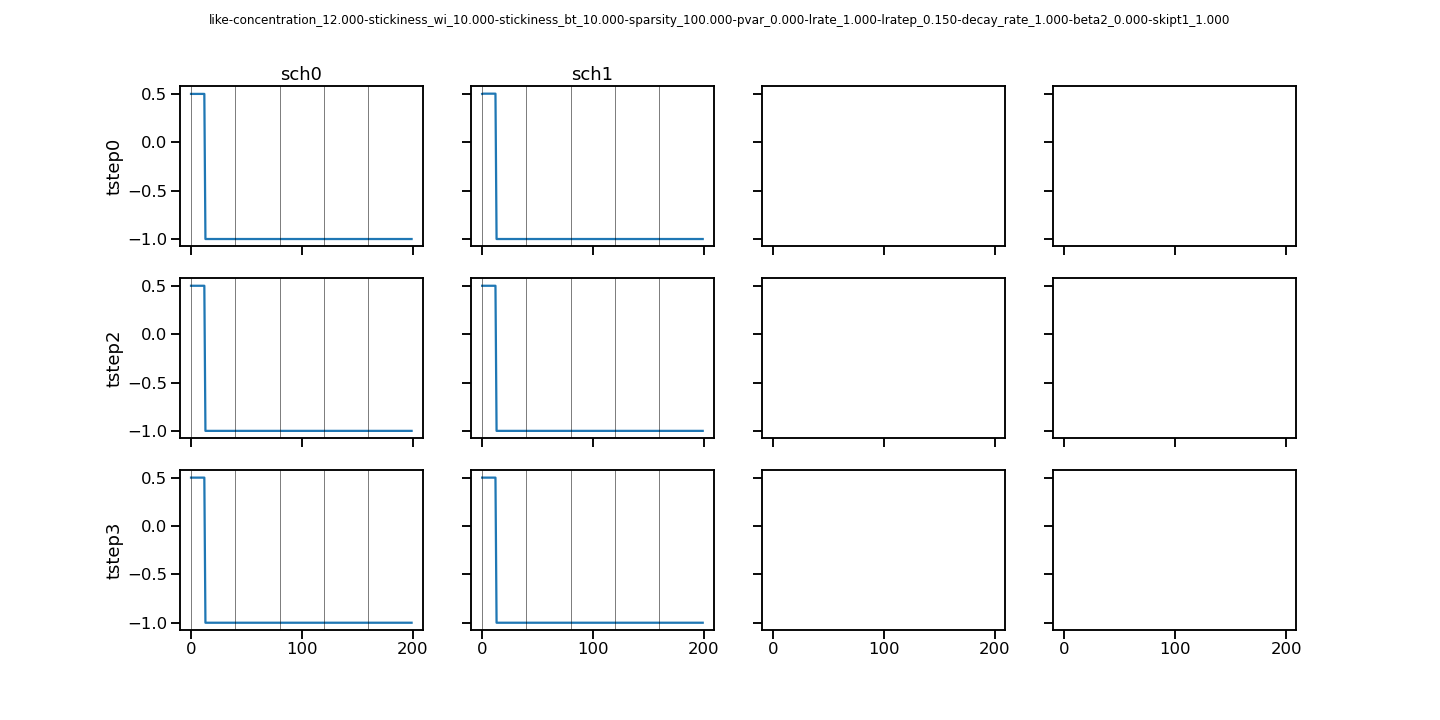 like-concentration_12.000-stickiness_wi_10.000-stickiness_bt_10.000-sparsity_100.000-pvar_0.000-lrate_1.000-lratep_0.150-decay_rate_1.000-beta2_0.000-skipt1_1.000
sch0 sch1
tstep0
0.5
0.0
−0.5
−1.0
tstep2
0.5
0.0
−0.5
−1.0
tstep3
0.5
0.0
−0.5
−1.0
0 100 200 0 100 200 0 100 200 0 100 200